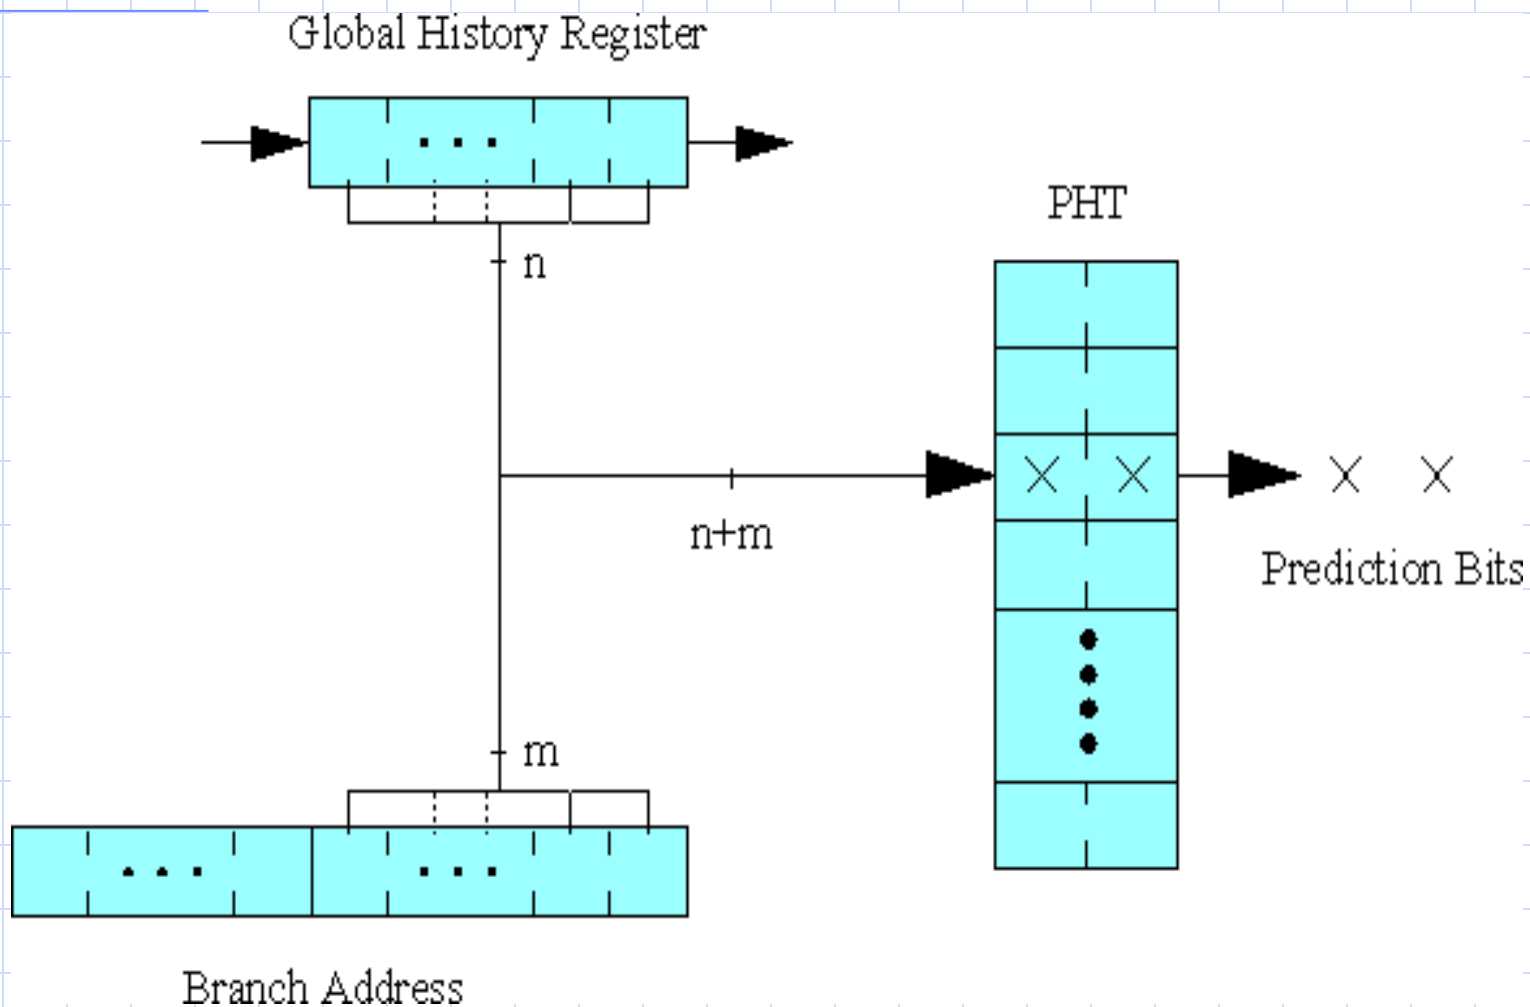 Global History Register
PHT
n
n+m
X X X X
Prediction Bits
m
Branch Address